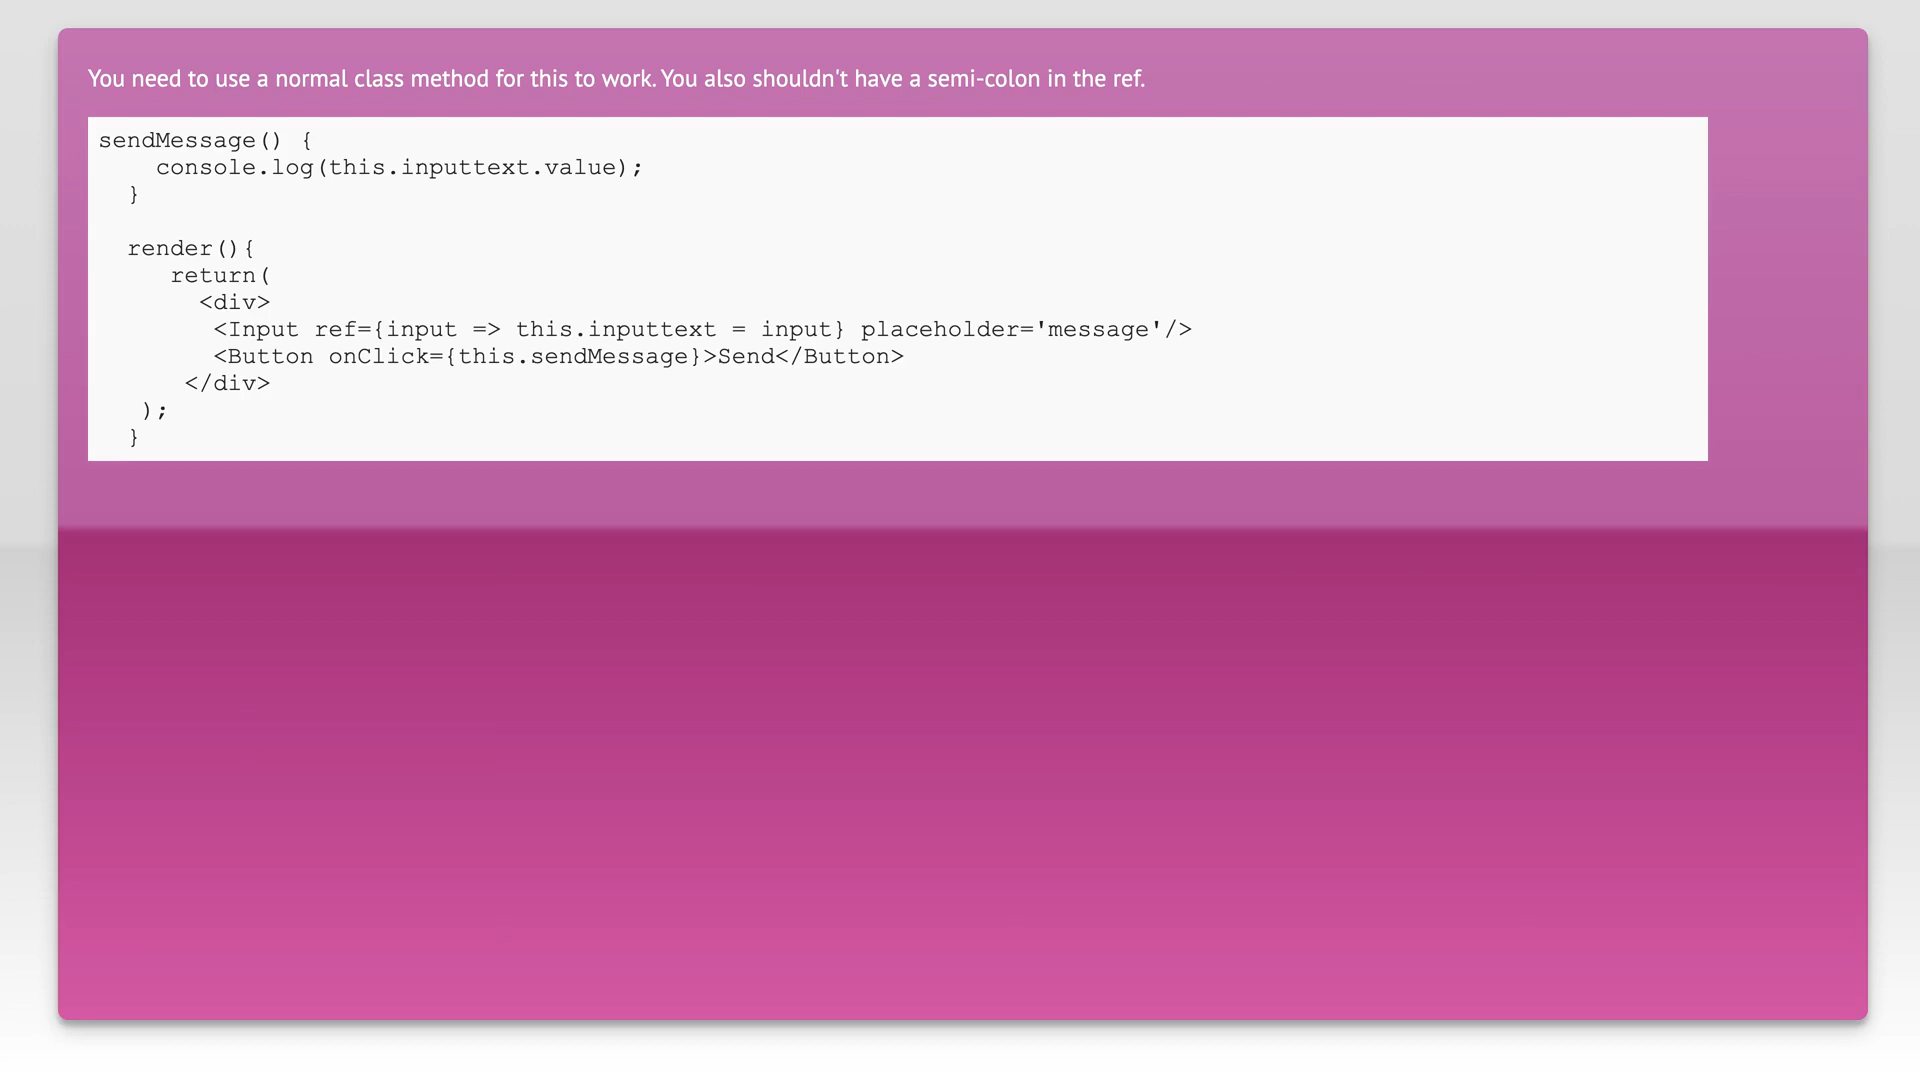 You need to use a normal class method for this to work. You also shouldn't have a semi-colon in the ref.
sendMessage() {
    console.log(this.inputtext.value);
  }

  render(){
     return(
       <div>
        <Input ref={input => this.inputtext = input} placeholder='message'/>
        <Button onClick={this.sendMessage}>Send</Button>
      </div>
   );
  }